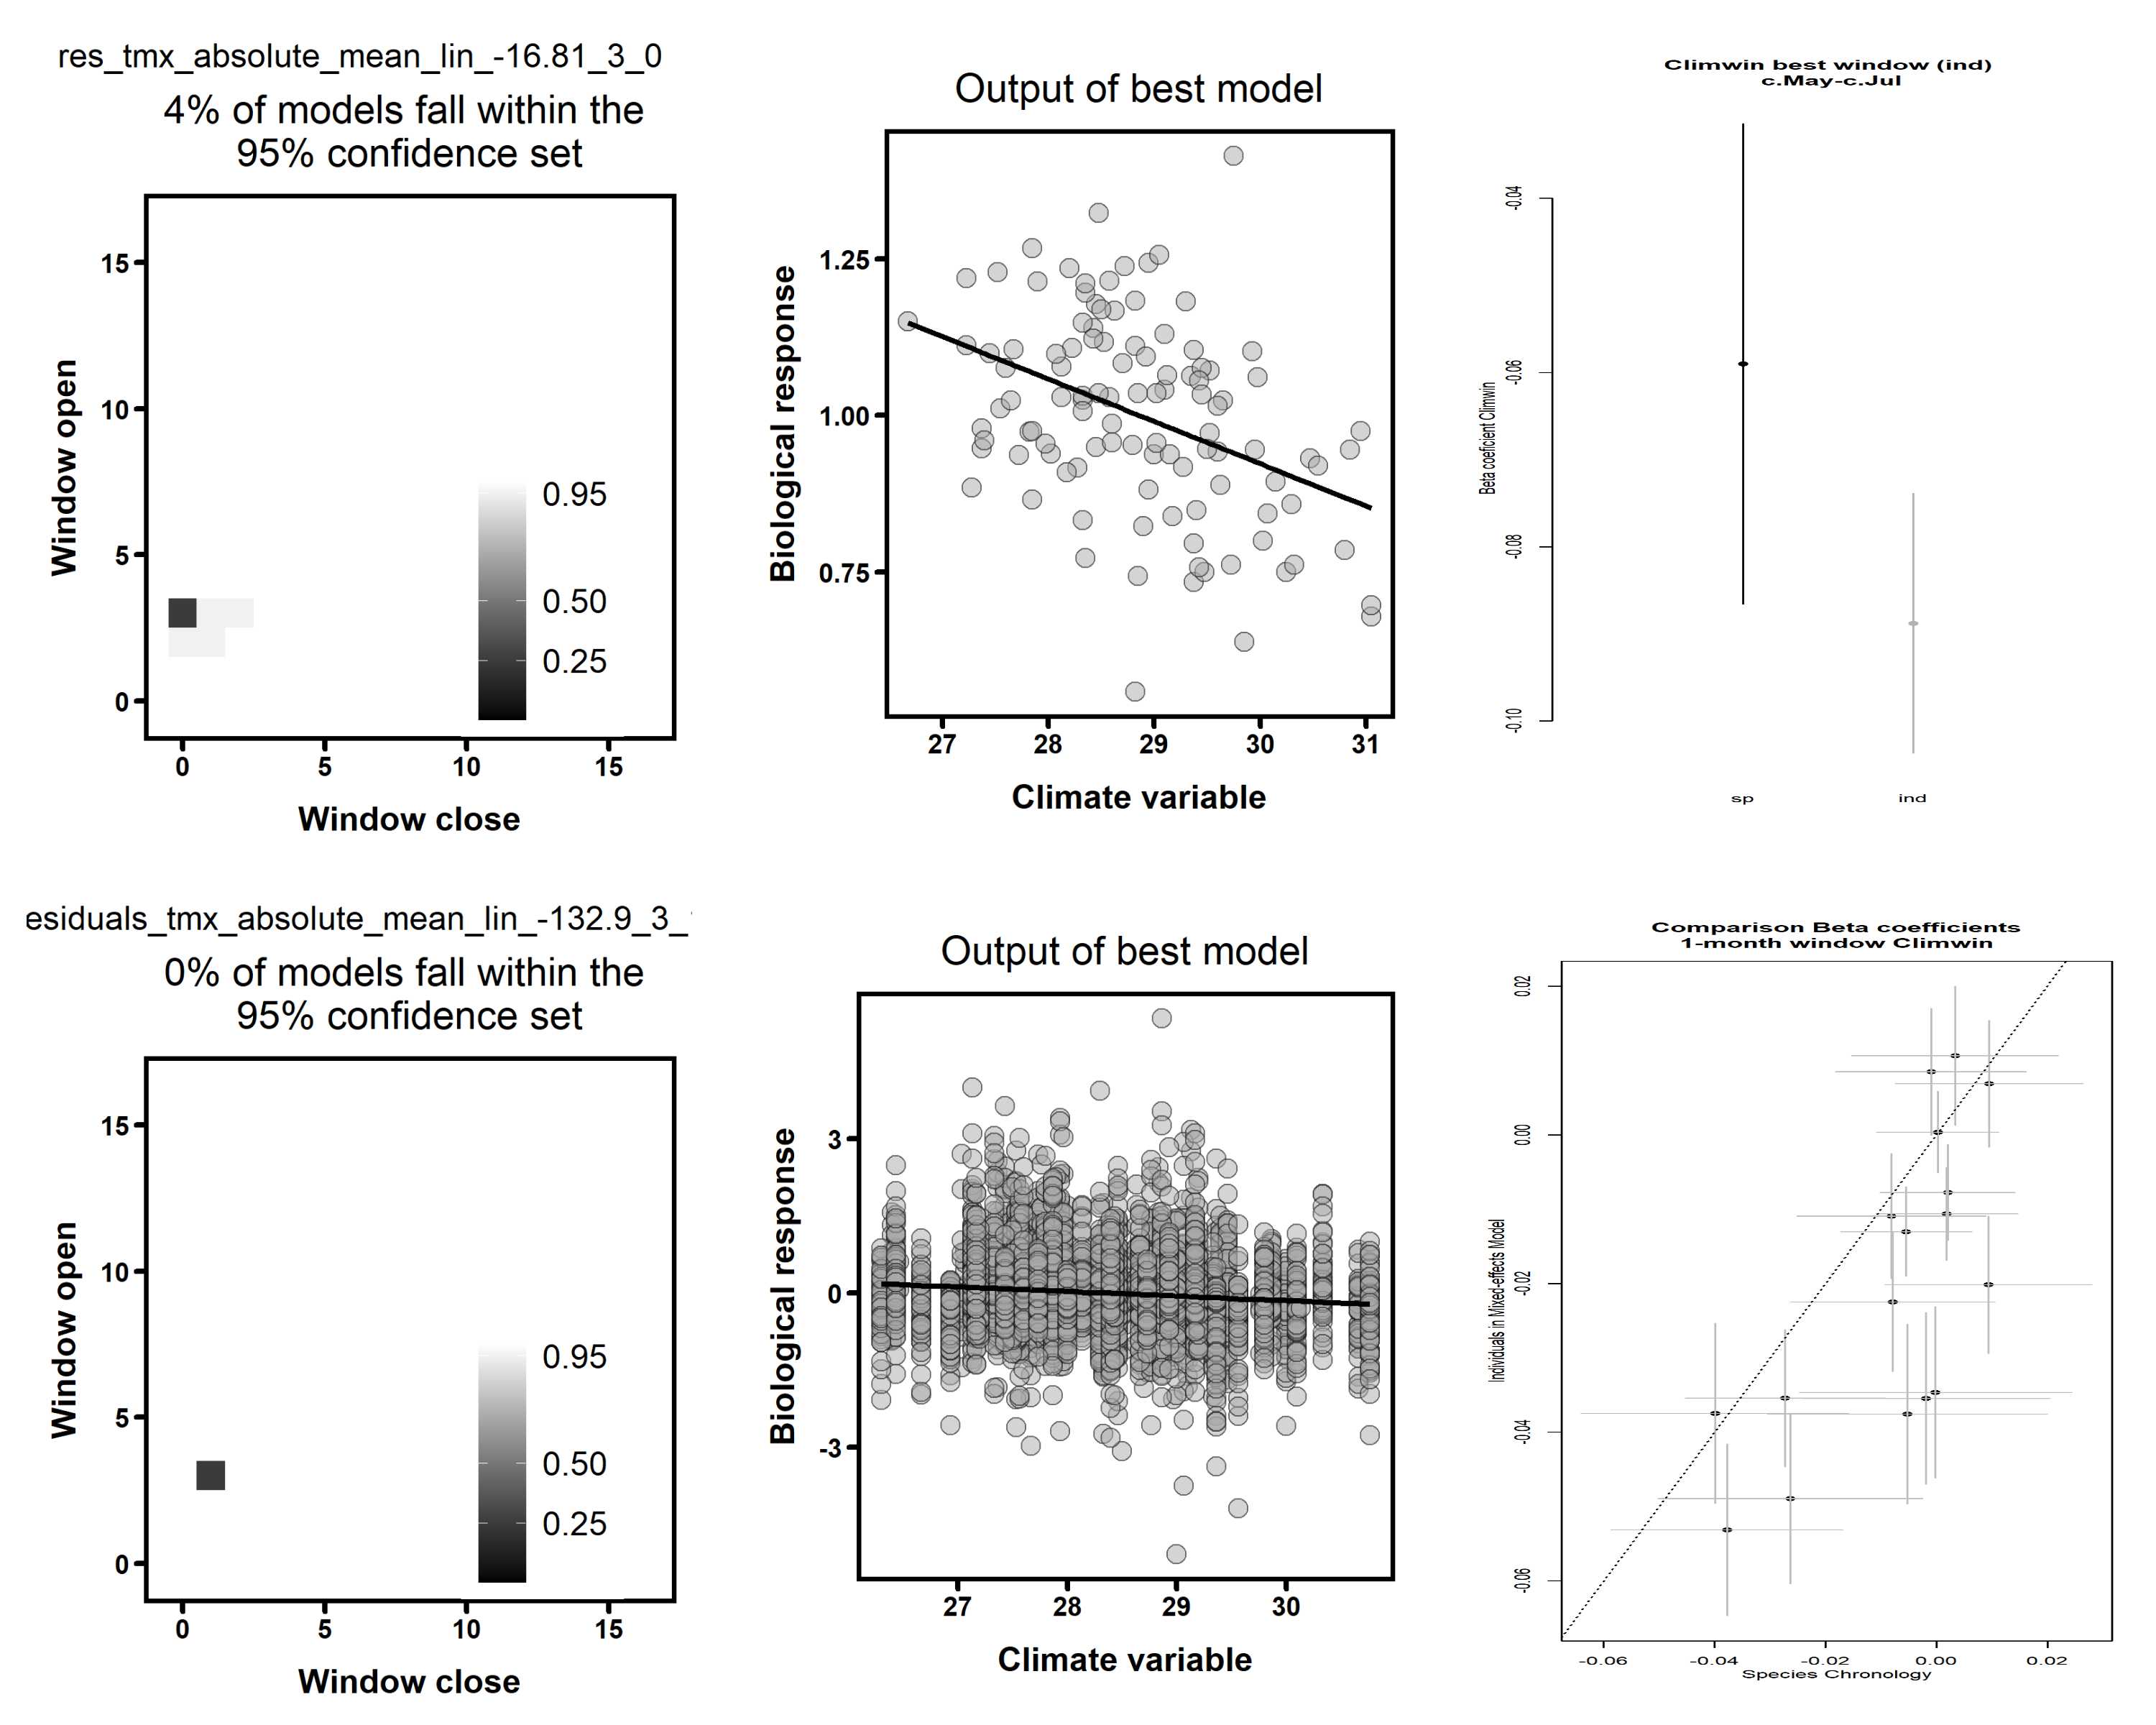 res_tmx_absolute_mean_lin_-16.81_3_0
4% of models fall within the
95% confidence set
Window open
15
10
5
0
0.95
0.50
0.25
0 5 10 15
Window close
Output of best model
Biological response
1.25
1.00
0.75
27 28 29 30 31
Climate variable
Climwin best window (ind)
c.May-c.Jul
Beta coeficient Climwin
-0.04
-0.06
-0.08
-0.10
sp ind
esiduals_tmx_absolute_mean_lin_-132.9_3_
0% of models fall within the
95% confidence set
Window open
15
10
5
0
0.95
0.50
0.25
0 5 10 15
Window close
Output of best model
Biological response
3
0
-3
27 28 29 30
Climate variable
Comparison Beta coefficients
1-month window Climwin
Individuals in Mixed-effects Model
0.02
0.00
-0.02
-0.04
-0.06
-0.06 -0.04 -0.02 0.00 0.02
Species Chronology